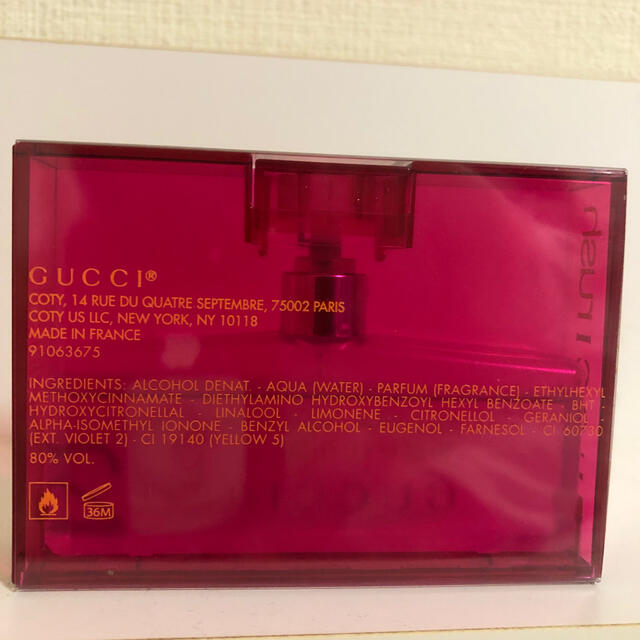 GUCCI®
COTY, 14 RUE DU QUATRE SEPTEMBRE, 75002 PARIS
COTY US LLC, NEW YORK, NY 10118
MADE IN FRANCE
91063675
INGREDIENTS: ALCOHOL DENAT. - AQUA (WATER) - PARFUM (FRAGRANCE) - ETHYLHEXYL
METHOXYCINNAMATE - DIETHYLAMINO HYDROXYBENZOYL HEXYL BENZOATE - BHT -
HYDROXYCITRONELLAL - LINALOOL - LIMONENE - CITRONELLOL - GERANIOL -
ALPHA-ISOMETHYL IONONE - BENZYL ALCOHOL - EUGENOL - FARNESOL - CI 60730
(EXT. VIOLET 2) - CI 19140 (YELLOW 5)
80% VOL.
36M
rush
GUCCI